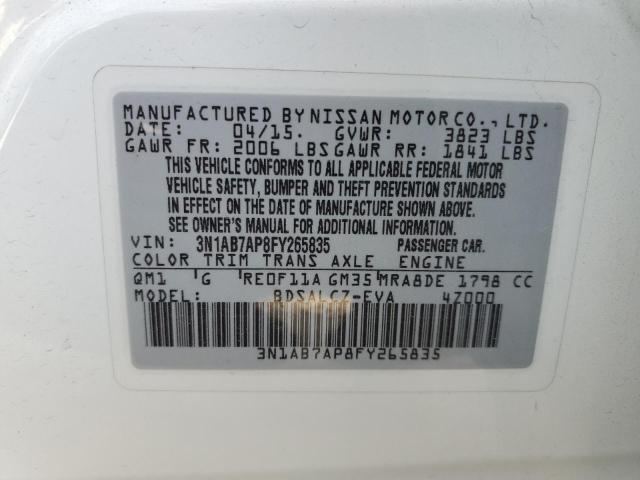 MANUFACTURED BY NISSAN MOTOR CO., LTD.
DATE: 04/15. GVWR: 3823 LBS
GAWR FR: 2006 LBS GAWR RR: 1841 LBS
THIS VEHICLE CONFORMS TO ALL APPLICABLE FEDERAL MOTOR
VEHICLE SAFETY, BUMPER AND THEFT PREVENTION STANDARDS
IN EFFECT ON THE DATE OF MANUFACTURE SHOWN ABOVE.
SEE OWNER'S MANUAL OR FOR MORE INFORMATION
VIN: 3N1AB7AP8FY265835 PASSENGER CAR.
COLOR TRIM TRANS AXLE ENGINE
QM1 G RE0F11A GM35 MRA8DE 1798 CC
MODEL: BDSALCZ-EVA 4Z000
3N1AB7AP8FY265835